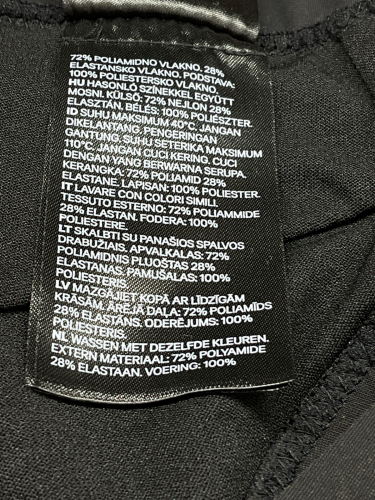 72% POLIAMIDNO VLAKNO, 28%
ELASTANSKO VLAKNO. PODSTAVA:
100% POLIESTERSKO VLAKNO.
HU HASONLÓ SZÍNEKKEL EGYÜTT
MOSNI. KÜLSŐ: 72% NEJLON 28%
ELASZTÁN. BÉLÉS: 100% POLIÉSZTER.
ID SUHU MAKSIMUM 40°C. JANGAN
DIKELANTANG. PENGERINGAN
GANTUNG. SUHU SETERIKA MAKSIMUM
110°C. JANGAN CUCI KERING. CUCI
DENGAN YANG BERWARNA SERUPA.
KERANGKA: 72% POLIAMID 28%
ELASTANE. LAPISAN: 100% POLIESTER.
IT LAVARE CON COLORI SIMILI.
TESSUTO ESTERNO: 72% POLIAMMIDE
28% ELASTAN. FODERA: 100%
POLIESTERE.
LT SKALBTI SU PANAŠIOS SPALVOS
DRABUŽIAIS. APVALKALAS: 72%
POLIAMIDNIS PLUOŠTAS 28%
ELASTANAS. PAMUŠALAS: 100%
POLIESTERIS.
LV MAZGĀJIET KOPĀ AR LĪDZĪGĀM
KRĀSĀM. ĀRĒJĀ DAĻA: 72% POLIAMĪDS
28% ELASTĀNS. ODERĒJUMS: 100%
POLIESTERIS.
NL WASSEN MET DEZELFDE KLEUREN.
EXTERN MATERIAAL: 72% POLYAMIDE
28% ELASTAAN. VOERING: 100%